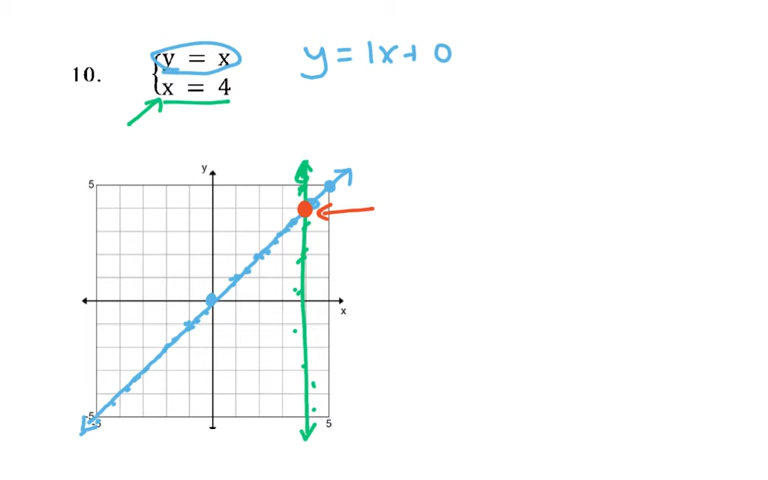 10. { y = x
x = 4
y = 1x + 0
y
5
x
-5
-5
5